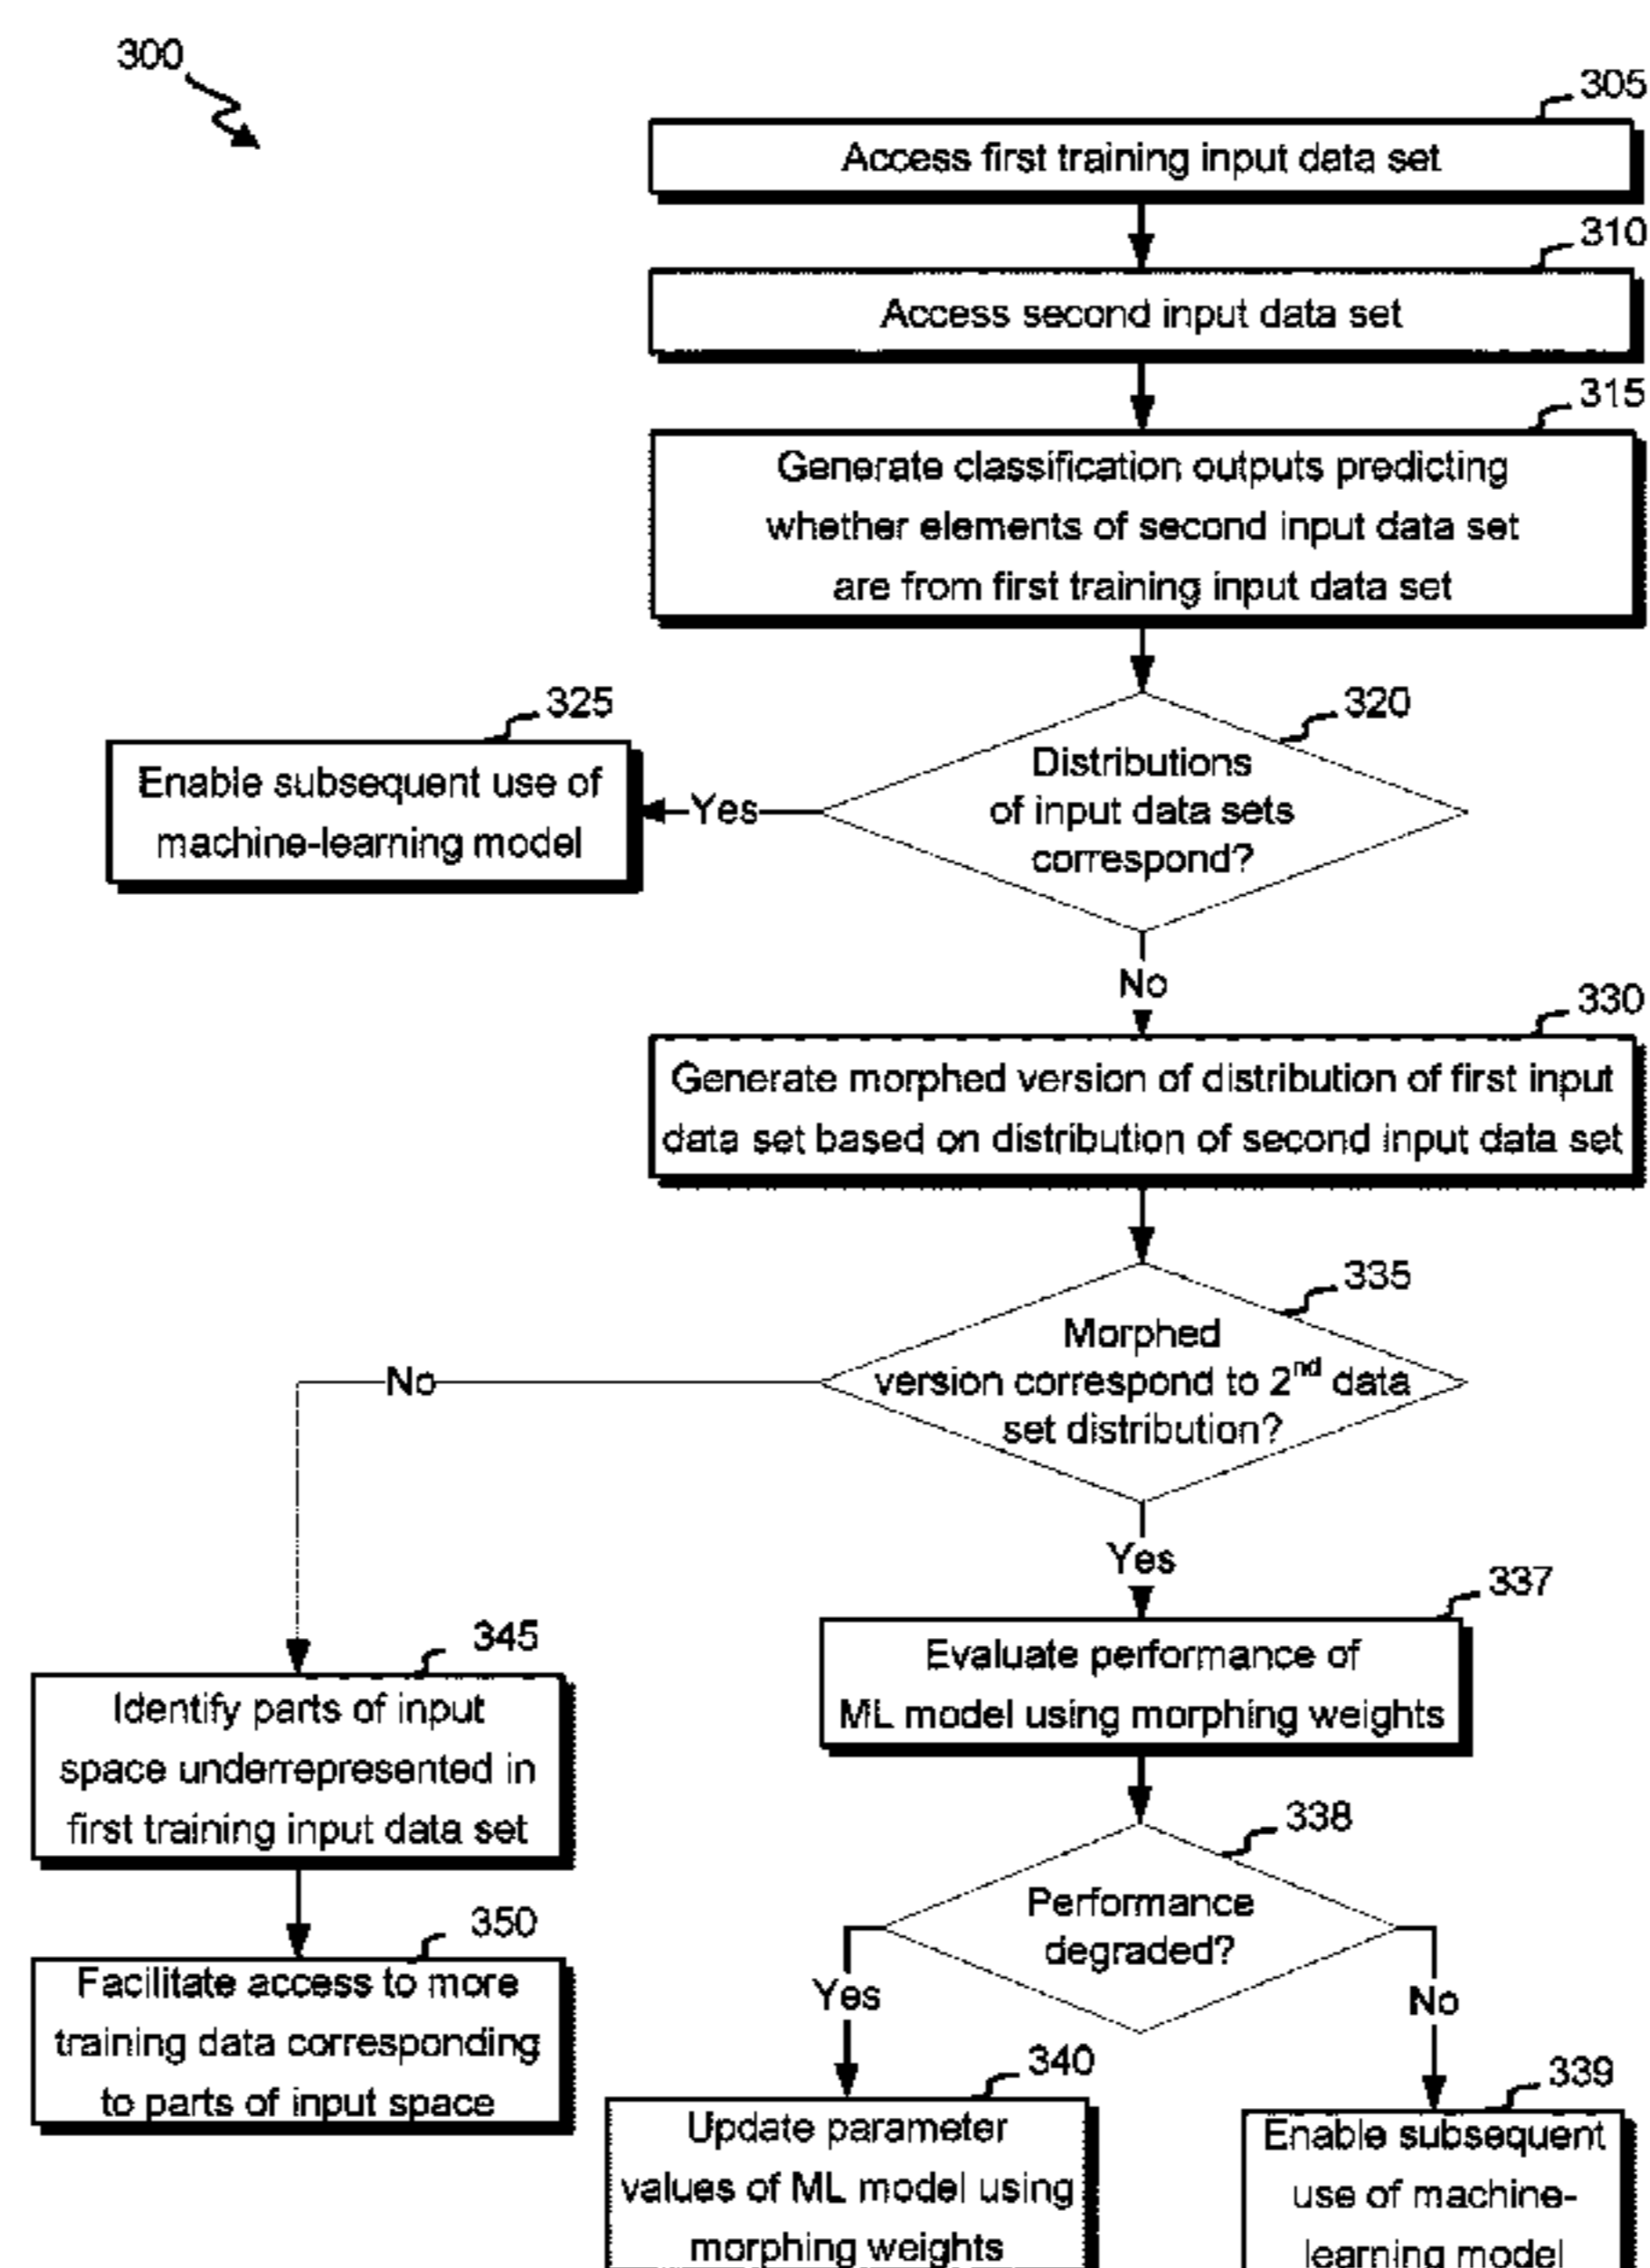 300
305
Access first training input data set
310
Access second input data set
315
Generate classification outputs predicting
whether elements of second input data set
are from first training input data set
320
Distributions
of input data sets
correspond?
325
Enable subsequent use of
machine-learning model
Yes
No
330
Generate morphed version of distribution of first input
data set based on distribution of second input data set
335
Morphed
version correspond to 2nd data
set distribution?
No
Yes
337
Evaluate performance of
ML model using morphing weights
345
Identify parts of input
space underrepresented in
first training input data set
338
Performance
degraded?
350
Facilitate access to more
training data corresponding
to parts of input space
Yes
No
340
Update parameter
values of ML model using
morphing weights
339
Enable subsequent
use of machine-
learning model